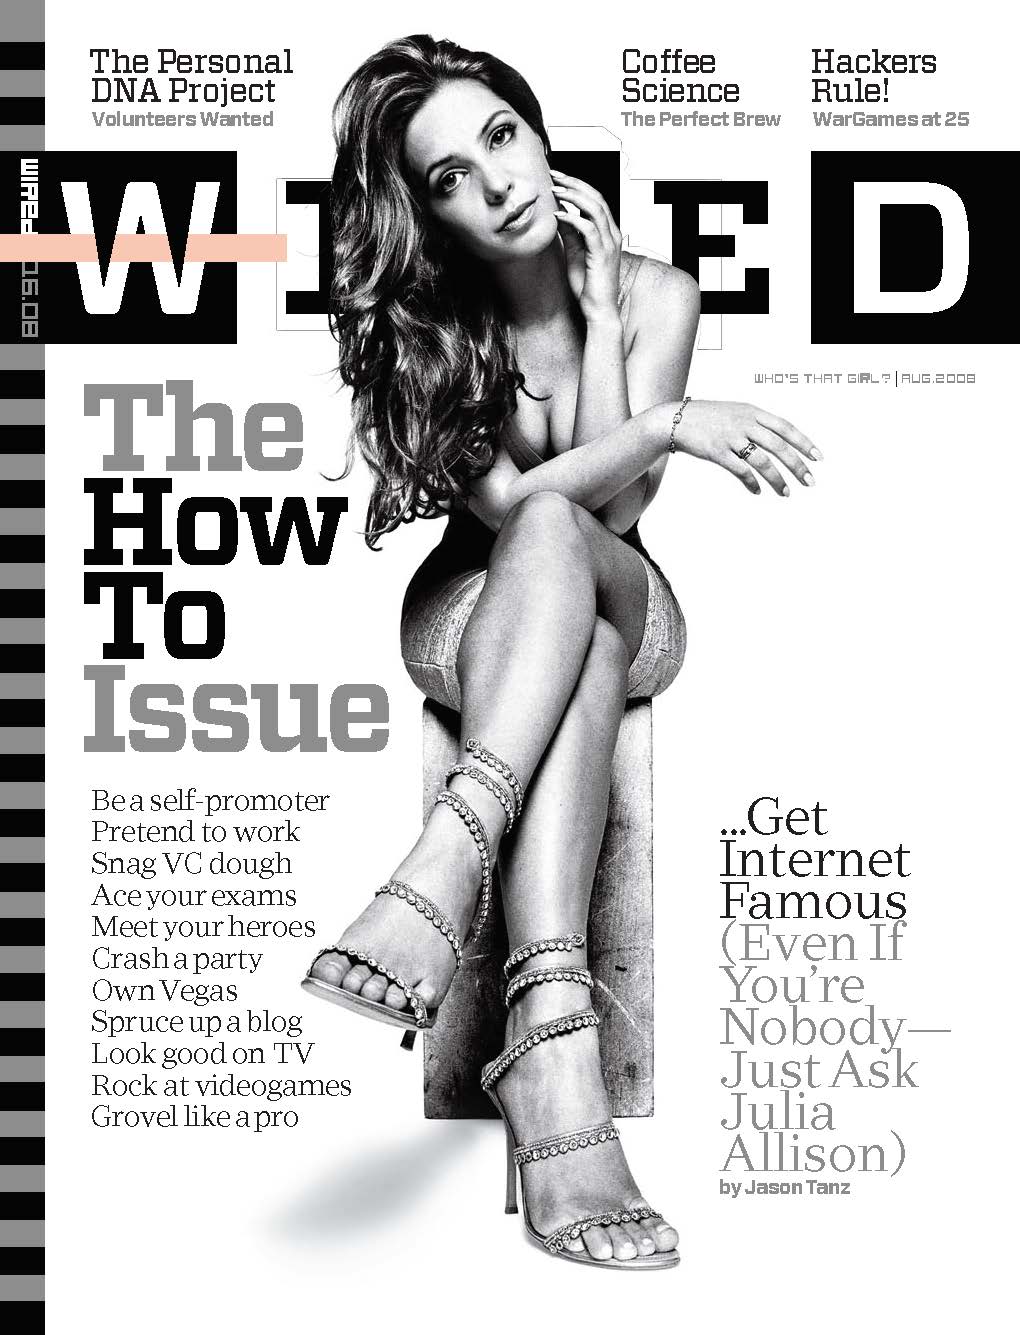 The Personal
DNA Project
Volunteers Wanted
Coffee
Science
The Perfect Brew
Hackers
Rule!
WarGames at 25
WIRED
WIRED 16.08
WHO'S THAT GIRL? | AUG.2008
The
How
To
Issue
Be a self-promoter
Pretend to work
Snag VC dough
Ace your exams
Meet your heroes
Crash a party
Own Vegas
Spruce up a blog
Look good on TV
Rock at videogames
Grovel like a pro
...Get
Internet
Famous
(Even If
You're
Nobody—
Just Ask
Julia
Allison)
by Jason Tanz